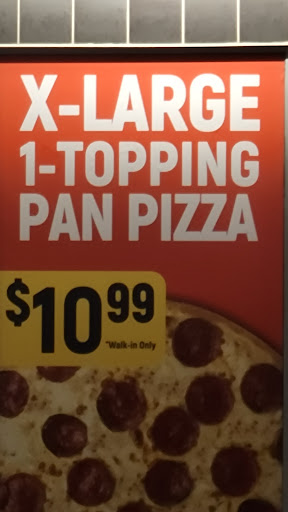 X-LARGE
1-TOPPING
PAN PIZZA
$10.99
*Walk-in Only